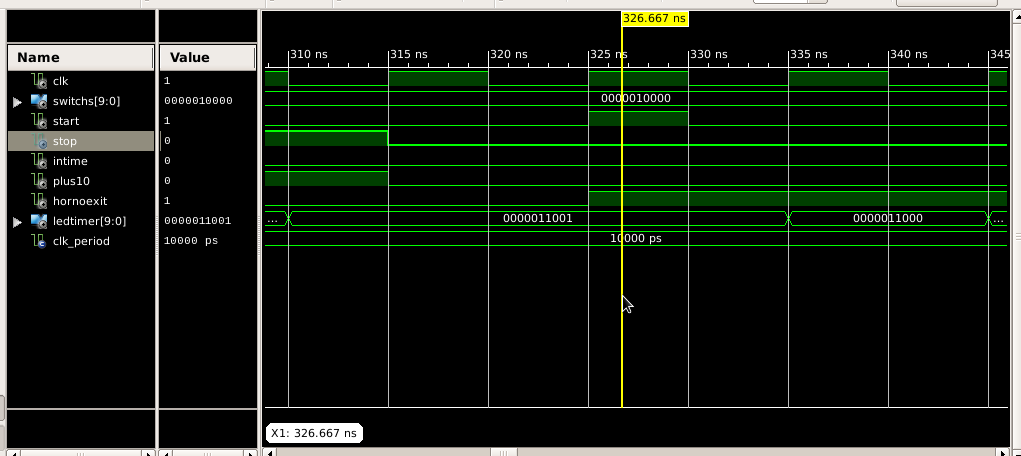 326.667 ns
Name Value 310 ns 315 ns 320 ns 325 ns 330 ns 335 ns 340 ns 345
clk 1
switchs[9:0] 0000010000 0000010000
start 1
stop 0
intime 0
plus10 0
hornoexit 1
ledtimer[9:0] 0000011001 ... 0000011001 0000011000 ...
clk_period 10000 ps 10000 ps
X1: 326.667 ns